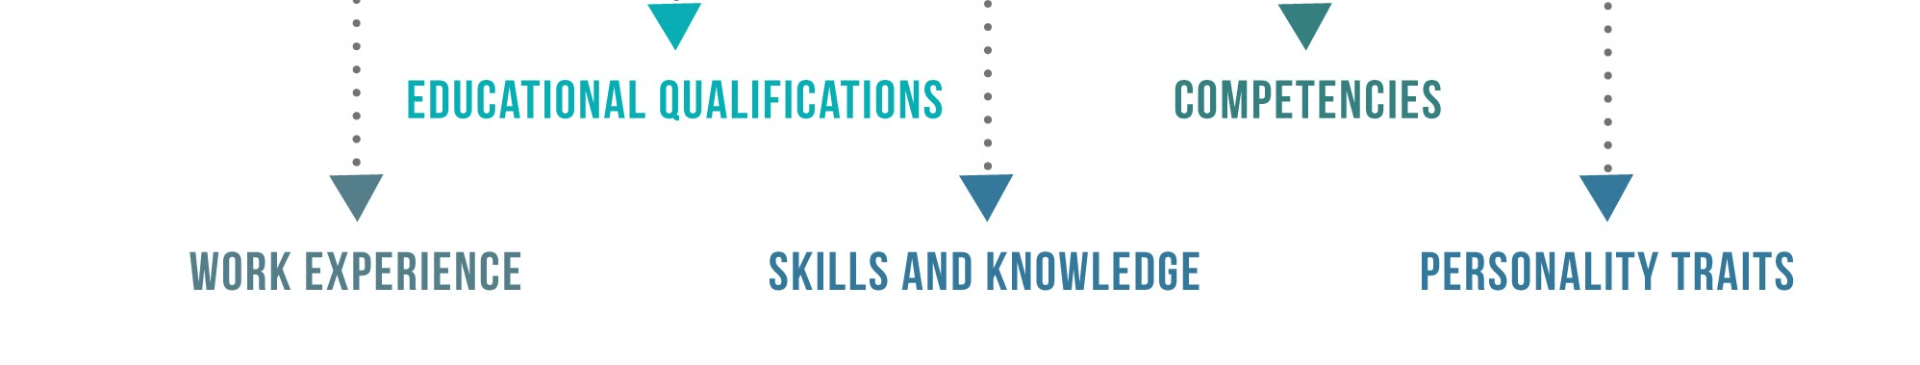 EDUCATIONAL QUALIFICATIONS
COMPETENCIES
WORK EXPERIENCE
SKILLS AND KNOWLEDGE
PERSONALITY TRAITS